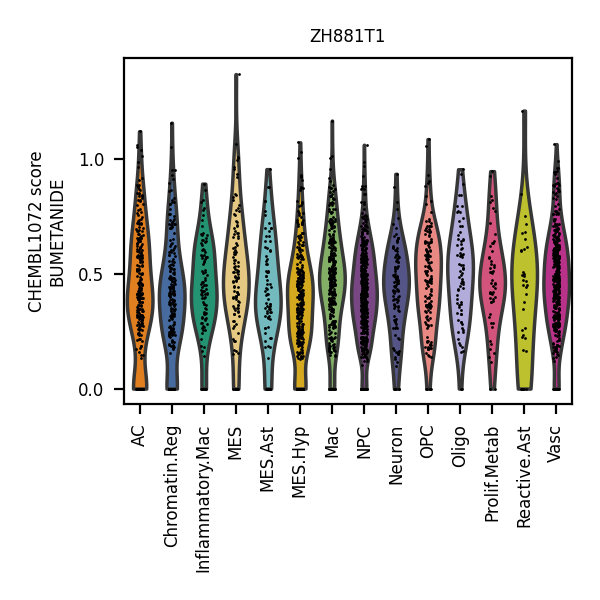 ZH881T1
CHEMBL1072 score
BUMETANIDE
1.0
0.5
0.0
AC
Chromatin.Reg
Inflammatory.Mac
MES
MES.Ast
MES.Hyp
Mac
NPC
Neuron
OPC
Oligo
Prolif.Metab
Reactive.Ast
Vasc